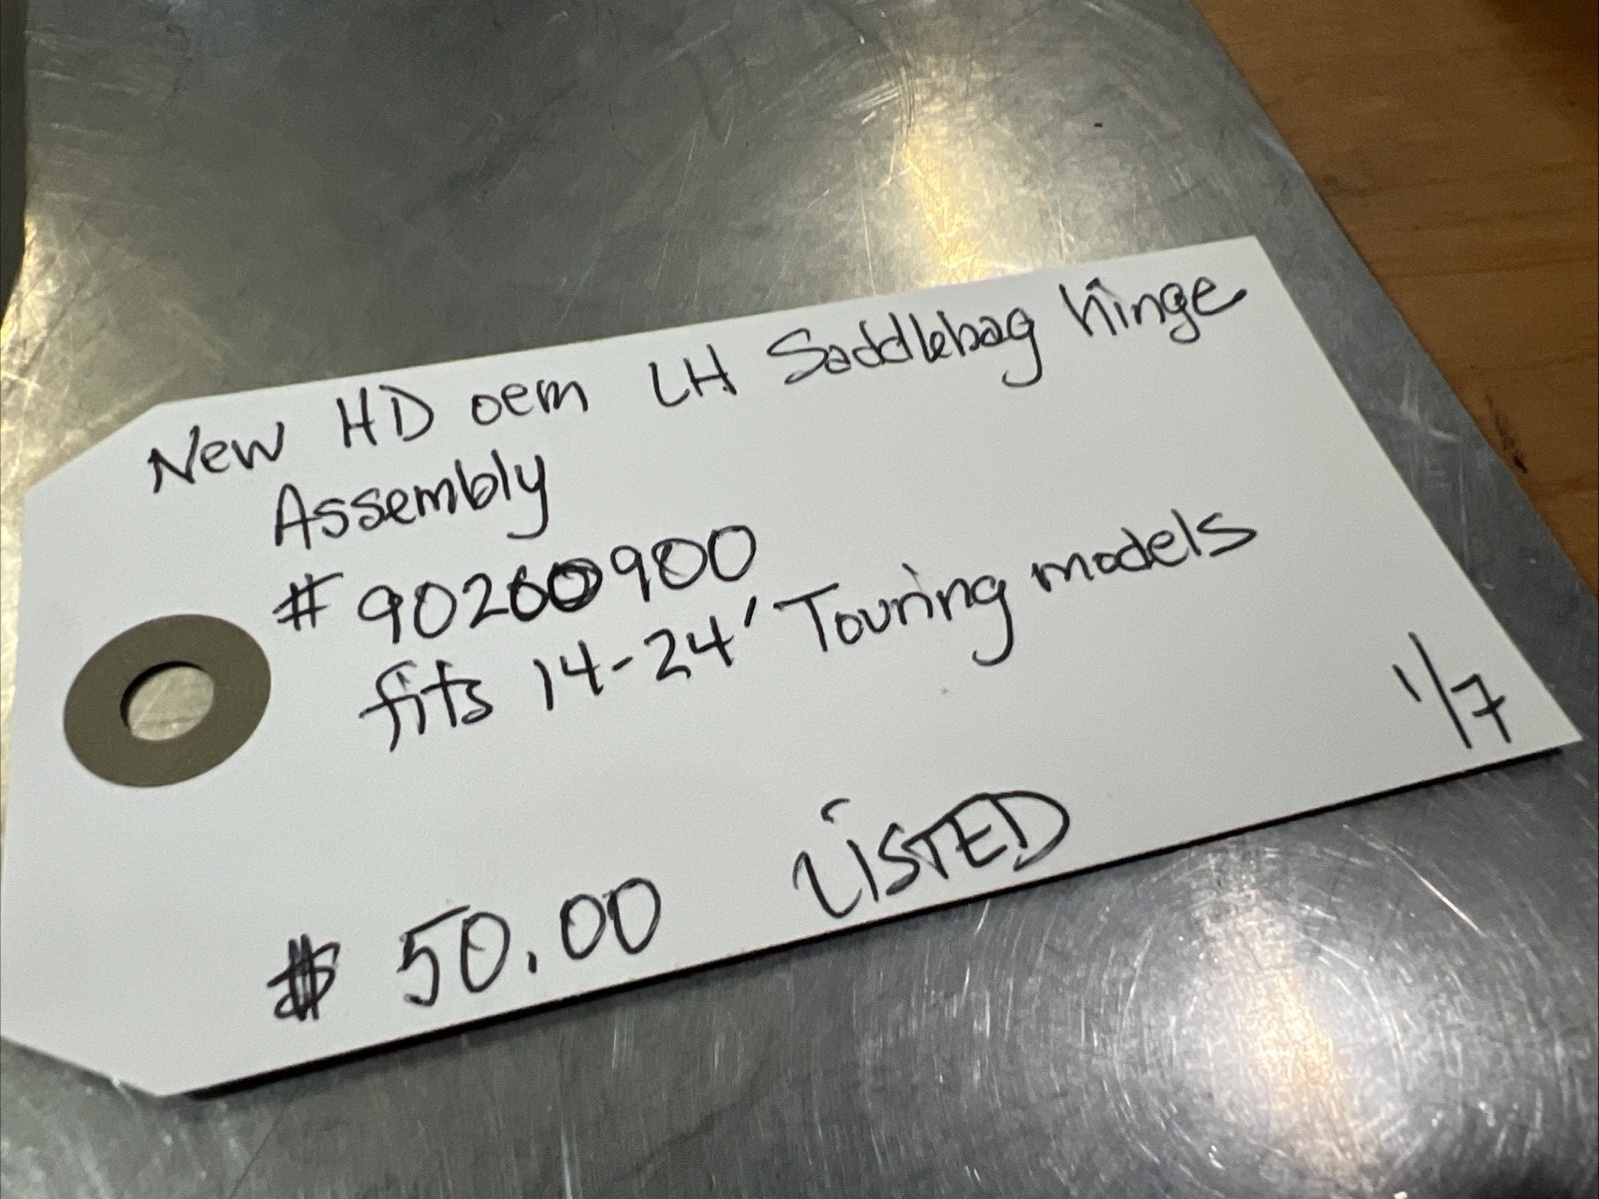 New HD oem LH Saddlebag hinge
Assembly
# 90200900
fits 14-24' Touring models
1/7
$ 50.00 LiSTED